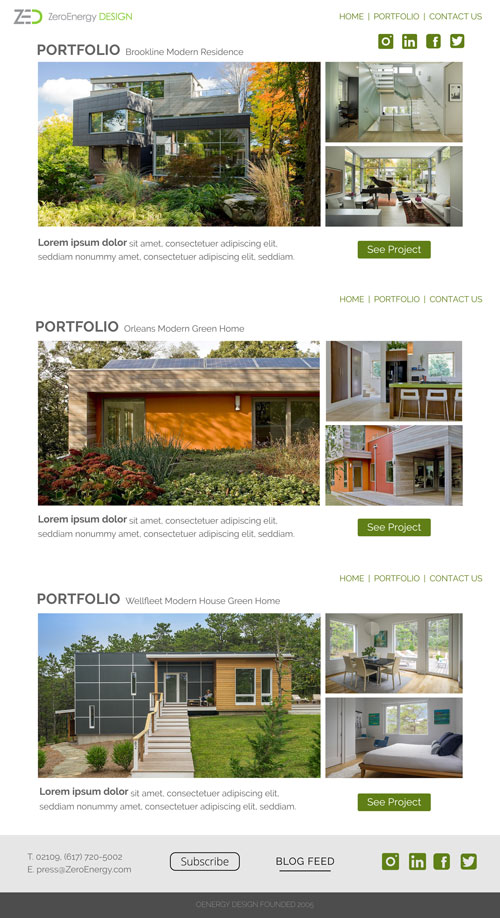 ZED ZeroEnergy DESIGN
HOME | PORTFOLIO | CONTACT US
PORTFOLIO Brookline Modern Residence
Lorem ipsum dolor sit amet, consectetuer adipiscing elit,
seddiam nonummy amet, consectetuer adipiscing elit, seddiam.
See Project
HOME | PORTFOLIO | CONTACT US
PORTFOLIO Orleans Modern Green Home
Lorem ipsum dolor sit amet, consectetuer adipiscing elit,
seddiam nonummy amet, consectetuer adipiscing elit, seddiam.
See Project
HOME | PORTFOLIO | CONTACT US
PORTFOLIO Wellfleet Modern House Green Home
Lorem ipsum dolor sit amet, consectetuer adipiscing elit,
seddiam nonummy amet, consectetuer adipiscing elit, seddiam.
See Project
T. 02109, (617) 720-5002
E. press@ZeroEnergy.com
Subscribe
BLOG FEED
OENERGY DESIGN FOUNDED 2005